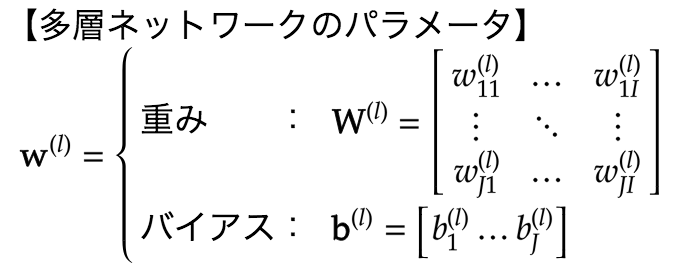 【多層ネットワークのパラメータ】
w^(l) = {
重み : W^(l) = [ w_11^(l) … w_1I^(l)
⋮ ⋱ ⋮
w_J1^(l) … w_JI^(l) ]
バイアス : b^(l) = [ b_1^(l) … b_J^(l) ]